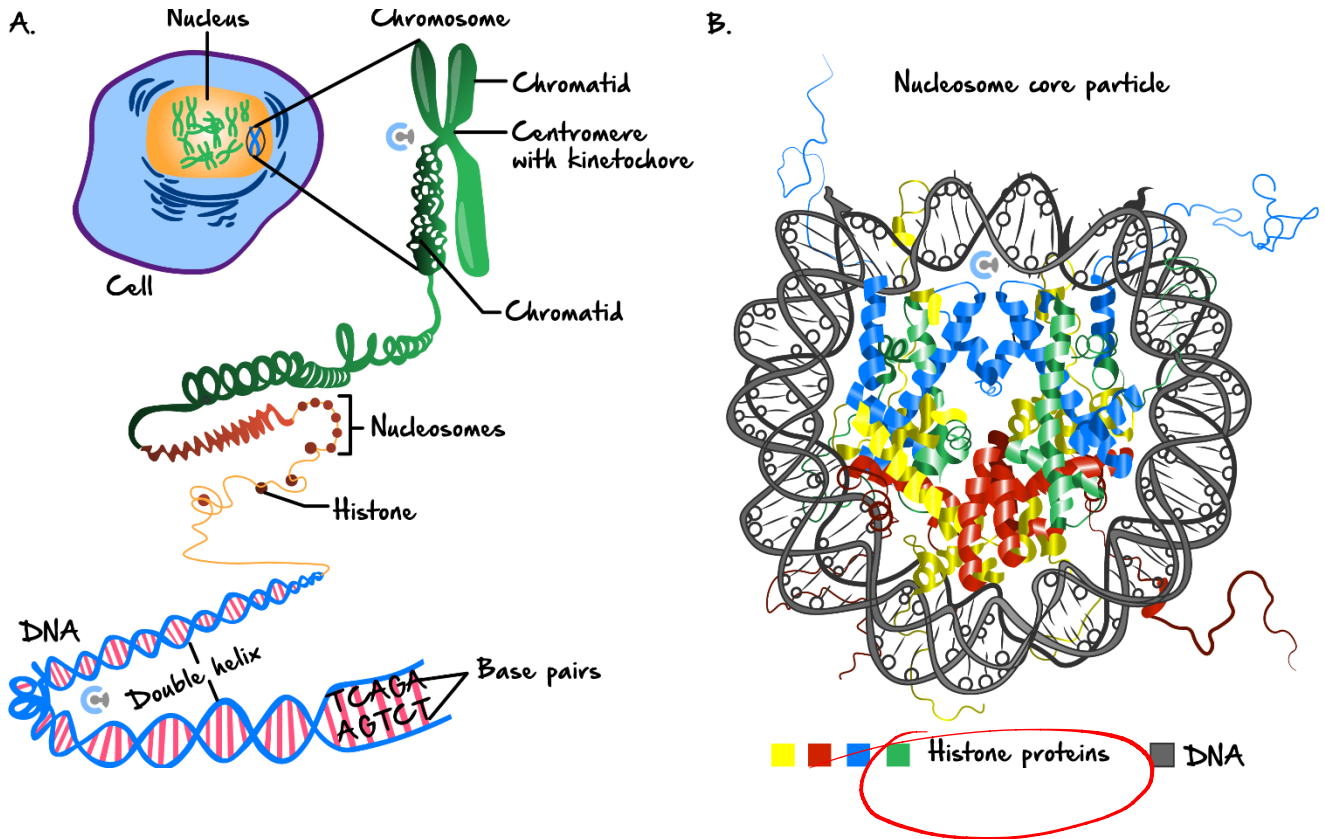 A.
Nucleus
Chromosome
Chromatid
Centromere
with kinetochore
Cell
Chromatid
Nucleosomes
Histone
DNA
Double helix
Base pairs
TCAGA
AGTCT
B.
Nucleosome core particle
Histone proteins
DNA